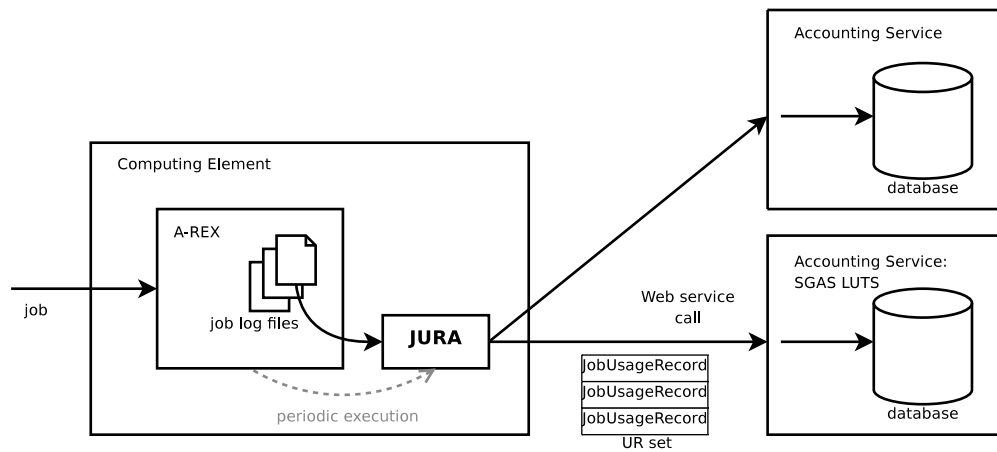 Accounting Service
database
Computing Element
A-REX
job log files
job
JURA
periodic execution
Web service
call
JobUsageRecord
JobUsageRecord
JobUsageRecord
UR set
Accounting Service:
SGAS LUTS
database